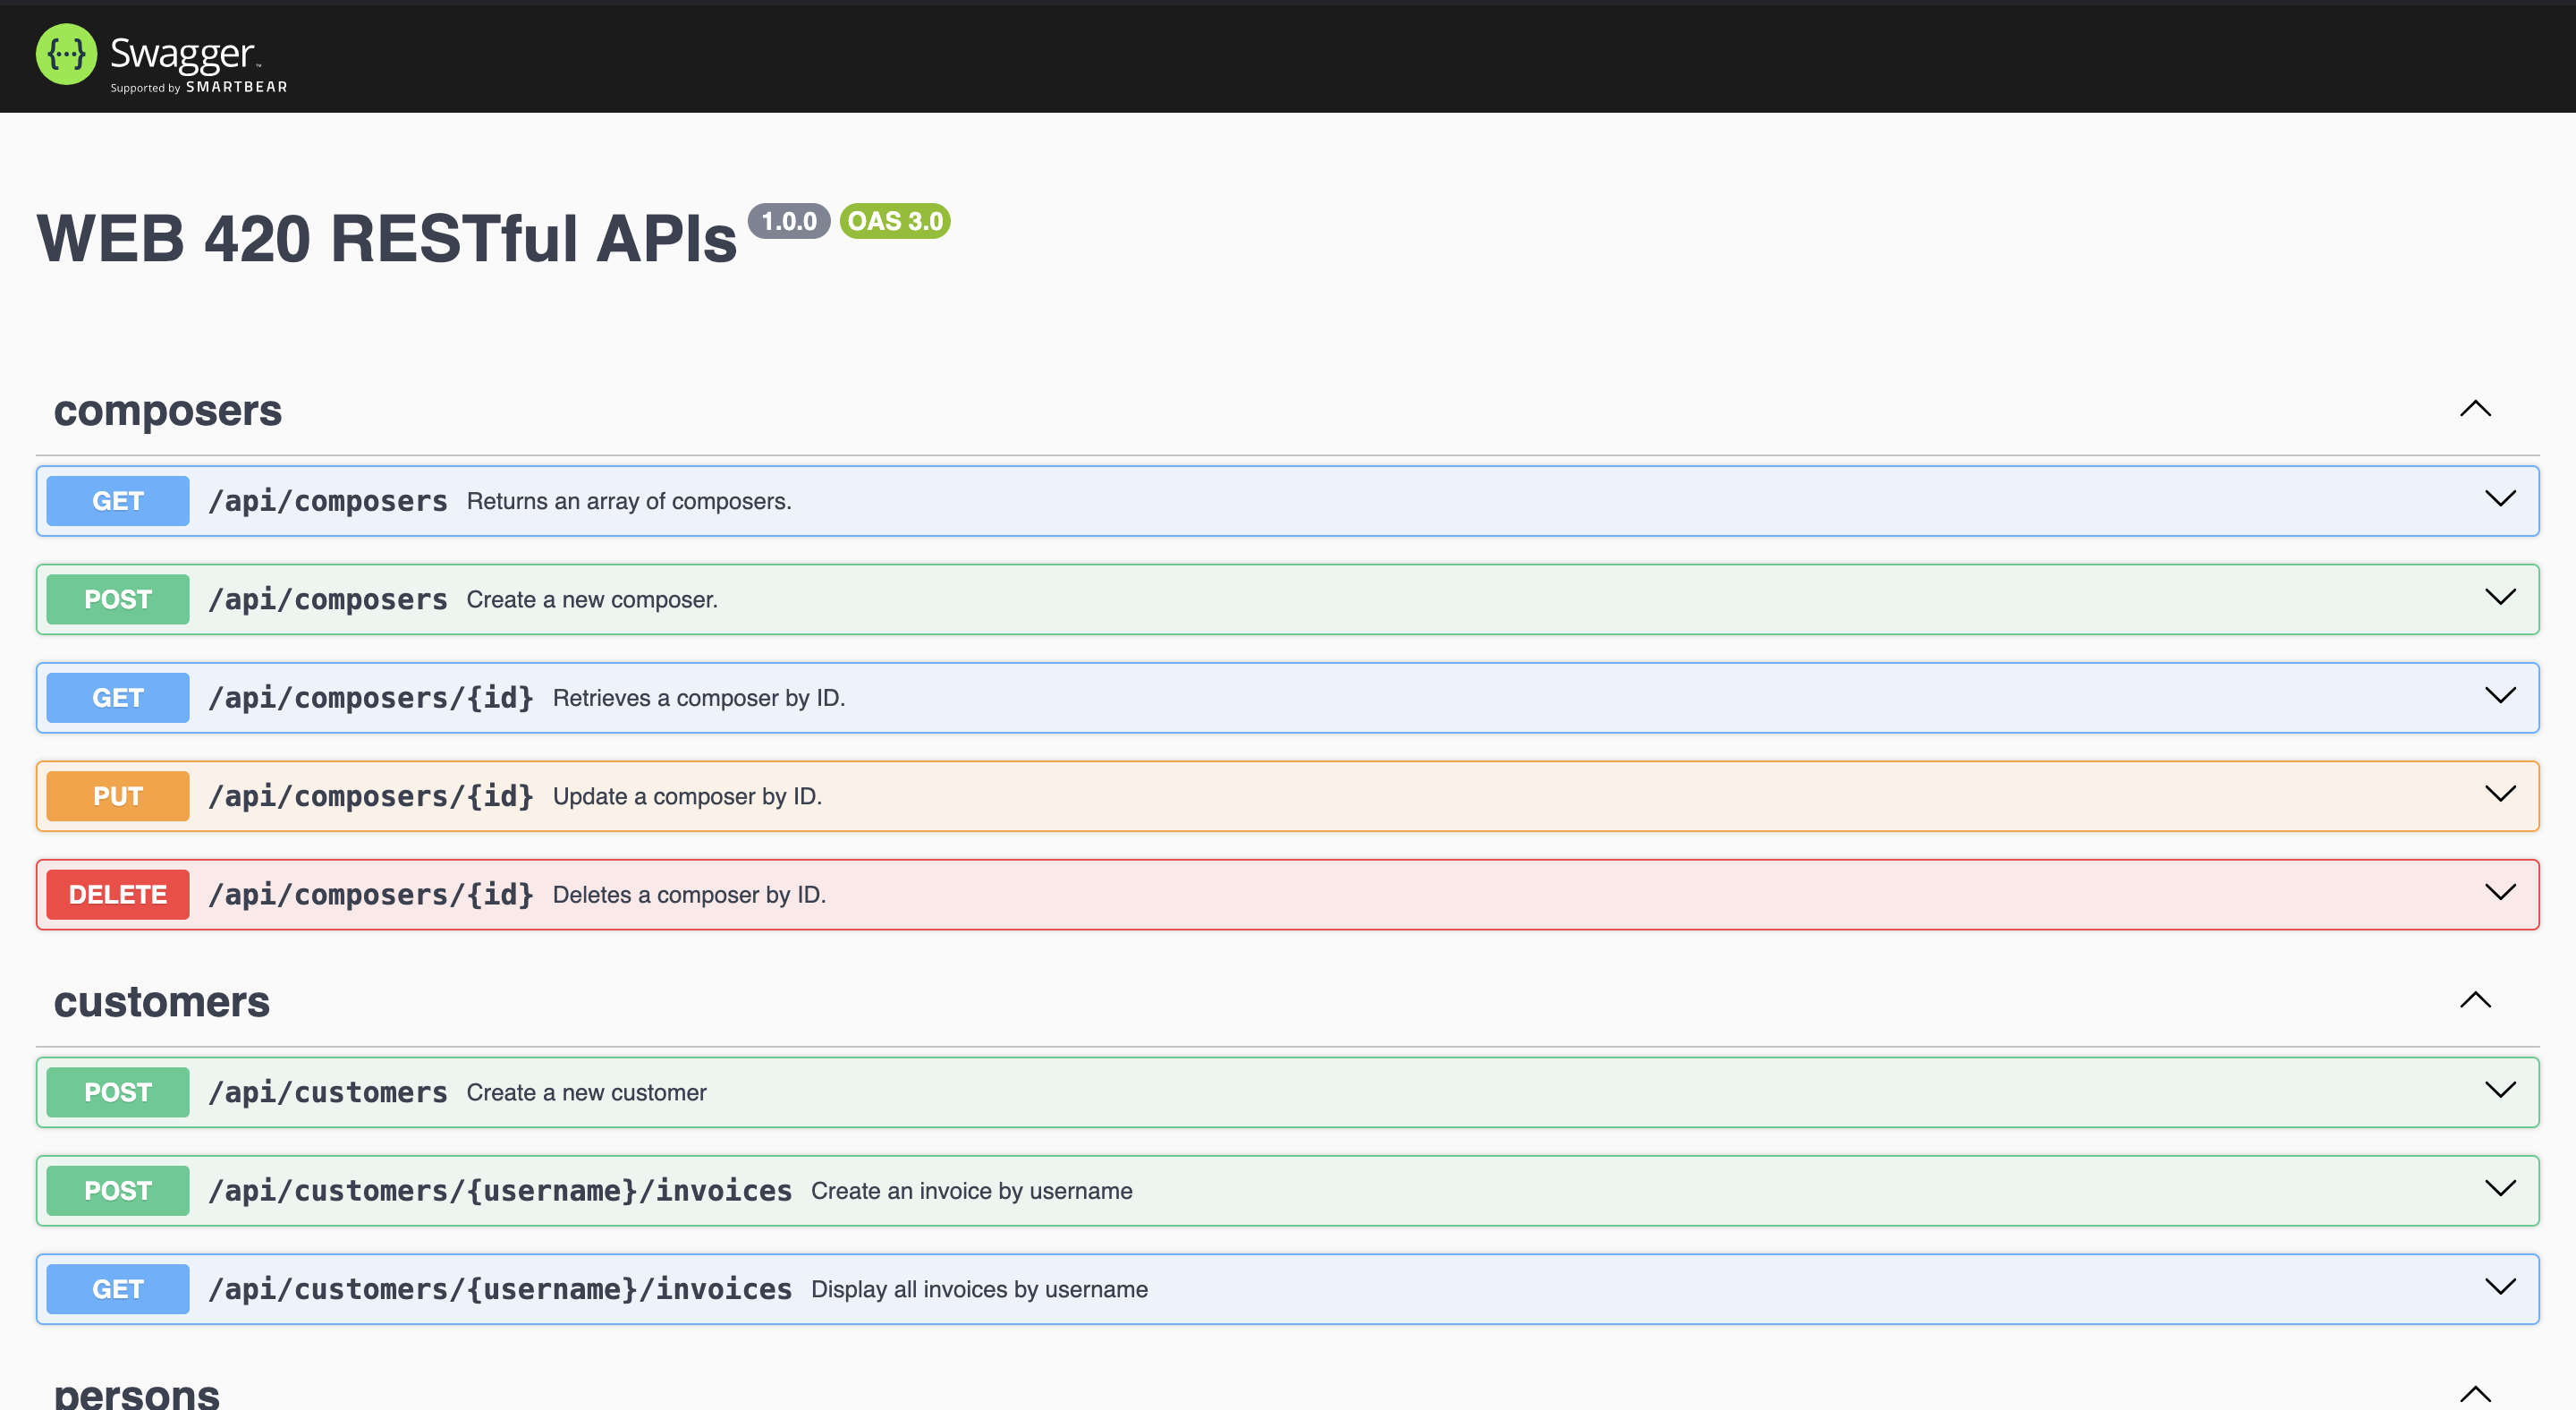 {···} Swagger™
Supported by SMARTBEAR
WEB 420 RESTful APIs 1.0.0 OAS 3.0
composers
GET /api/composers Returns an array of composers.
POST /api/composers Create a new composer.
GET /api/composers/{id} Retrieves a composer by ID.
PUT /api/composers/{id} Update a composer by ID.
DELETE /api/composers/{id} Deletes a composer by ID.
customers
POST /api/customers Create a new customer
POST /api/customers/{username}/invoices Create an invoice by username
GET /api/customers/{username}/invoices Display all invoices by username
persons